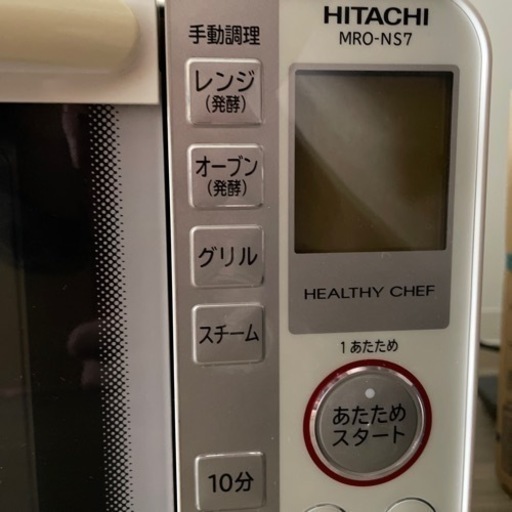 手動調理
レンジ
(発酵)
オーブン
(発酵)
グリル
スチーム
10分
HITACHI
MRO-NS7
HEALTHY CHEF
1あたため
あたため
スタート